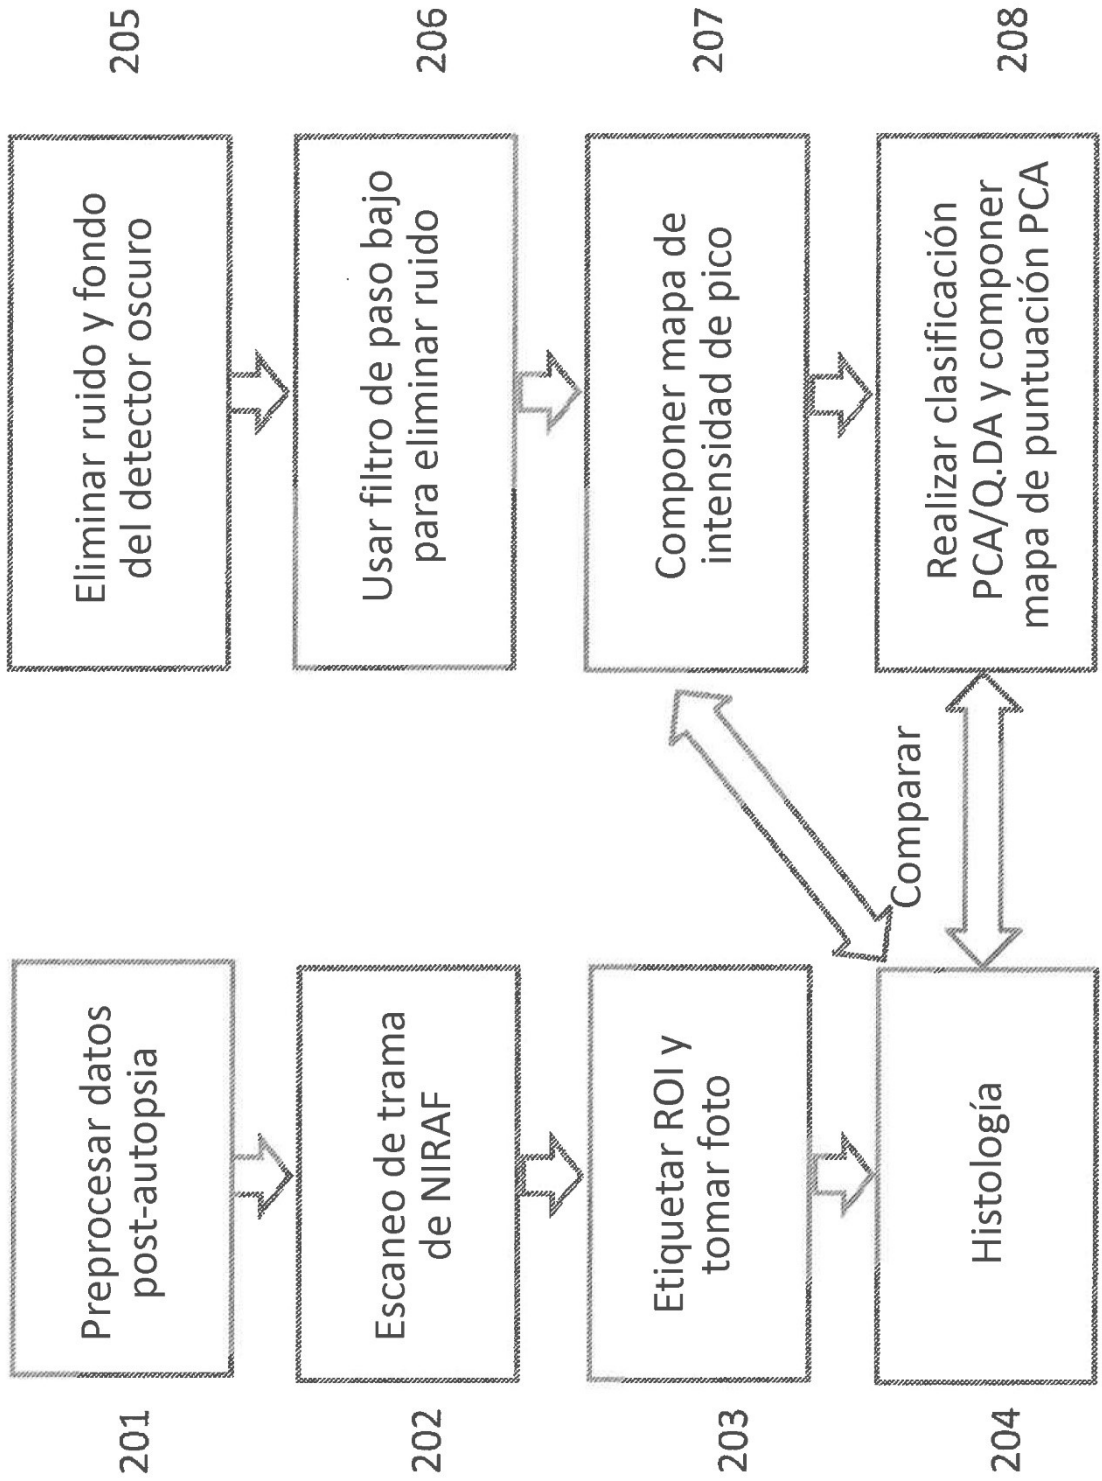 201
Preprocesar datos
post-autopsia
202
Escaneo de trama
de NIRAF
203
Etiquetar ROI y
tomar foto
204
Histología
Comparar
Eliminar ruido y fondo
del detector oscuro
205
Usar filtro de paso bajo
para eliminar ruido
206
Componer mapa de
intensidad de pico
207
Realizar clasificación
PCA/Q.DA y componer
mapa de puntuación PCA
208